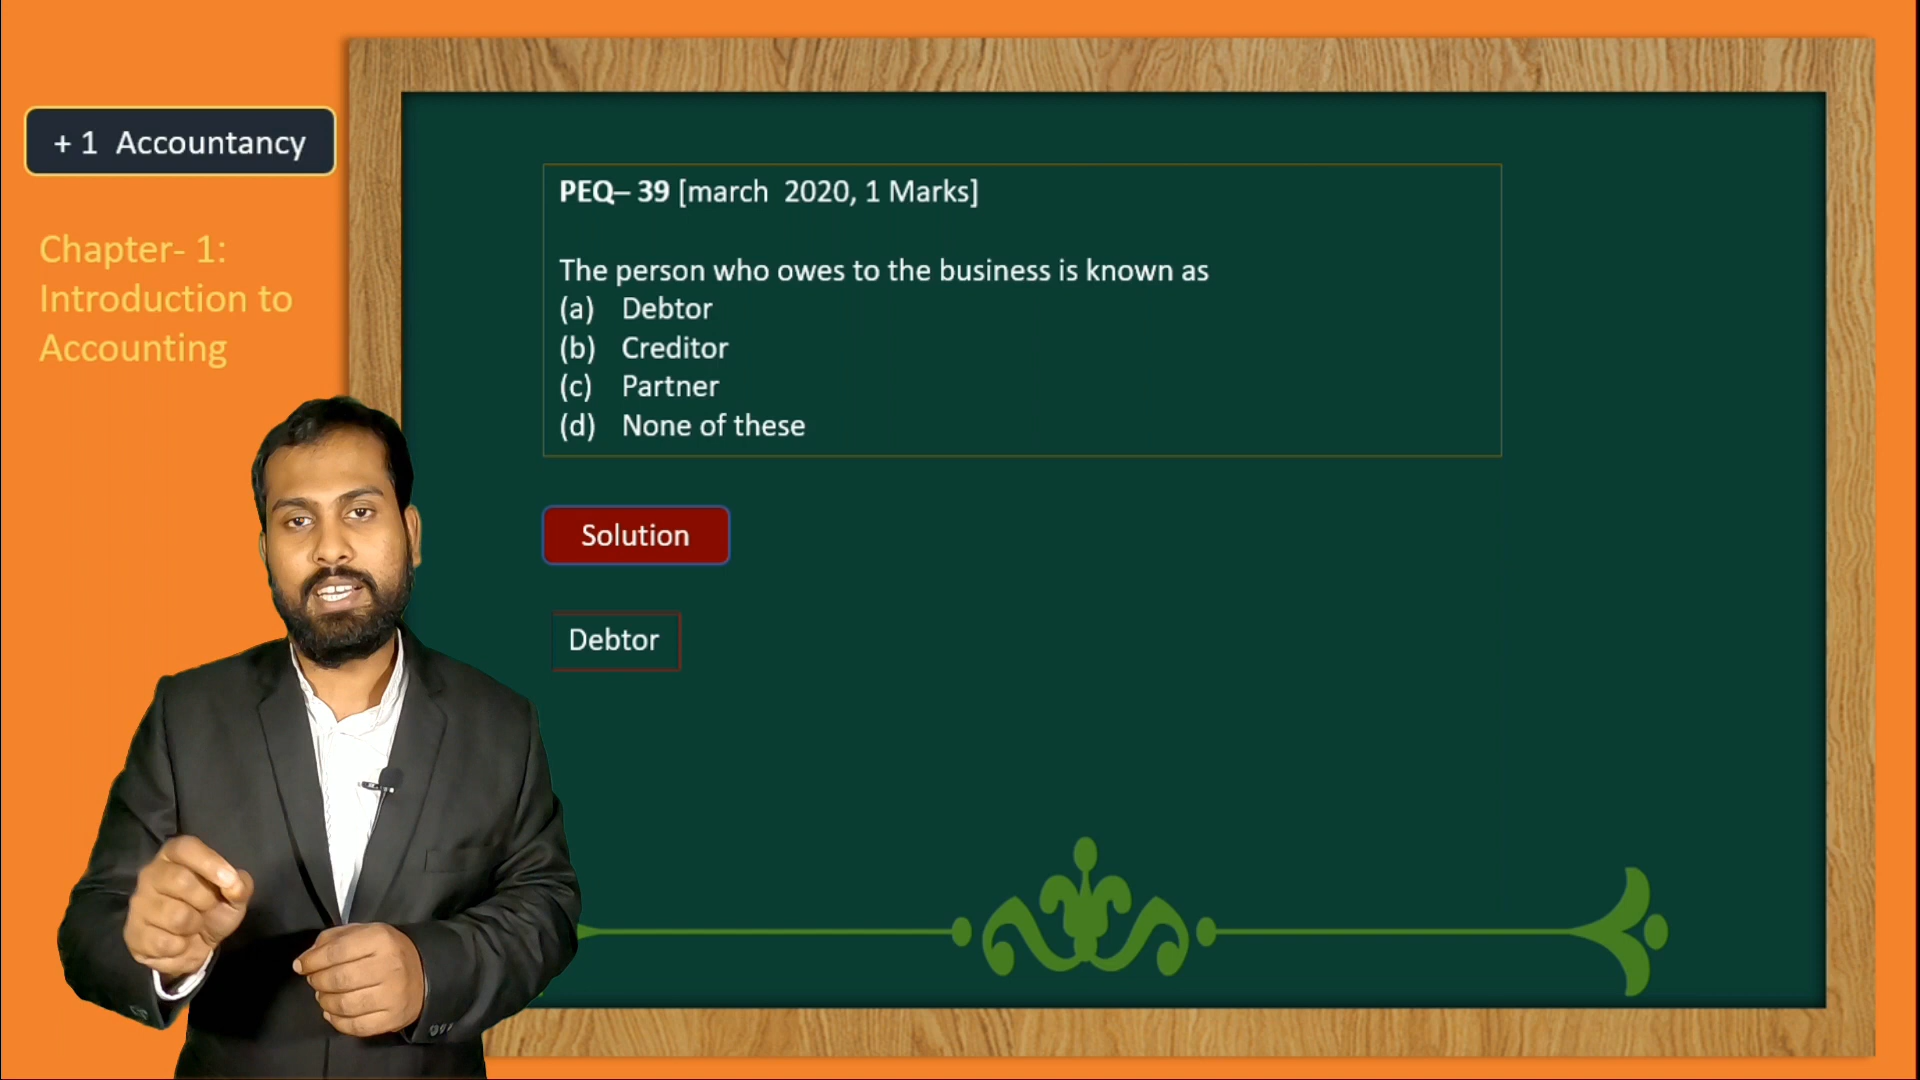 + 1 Accountancy
Chapter- 1:
Introduction to
Accounting
PEQ– 39 [march 2020, 1 Marks]
The person who owes to the business is known as
(a) Debtor
(b) Creditor
(c) Partner
(d) None of these
Solution
Debtor